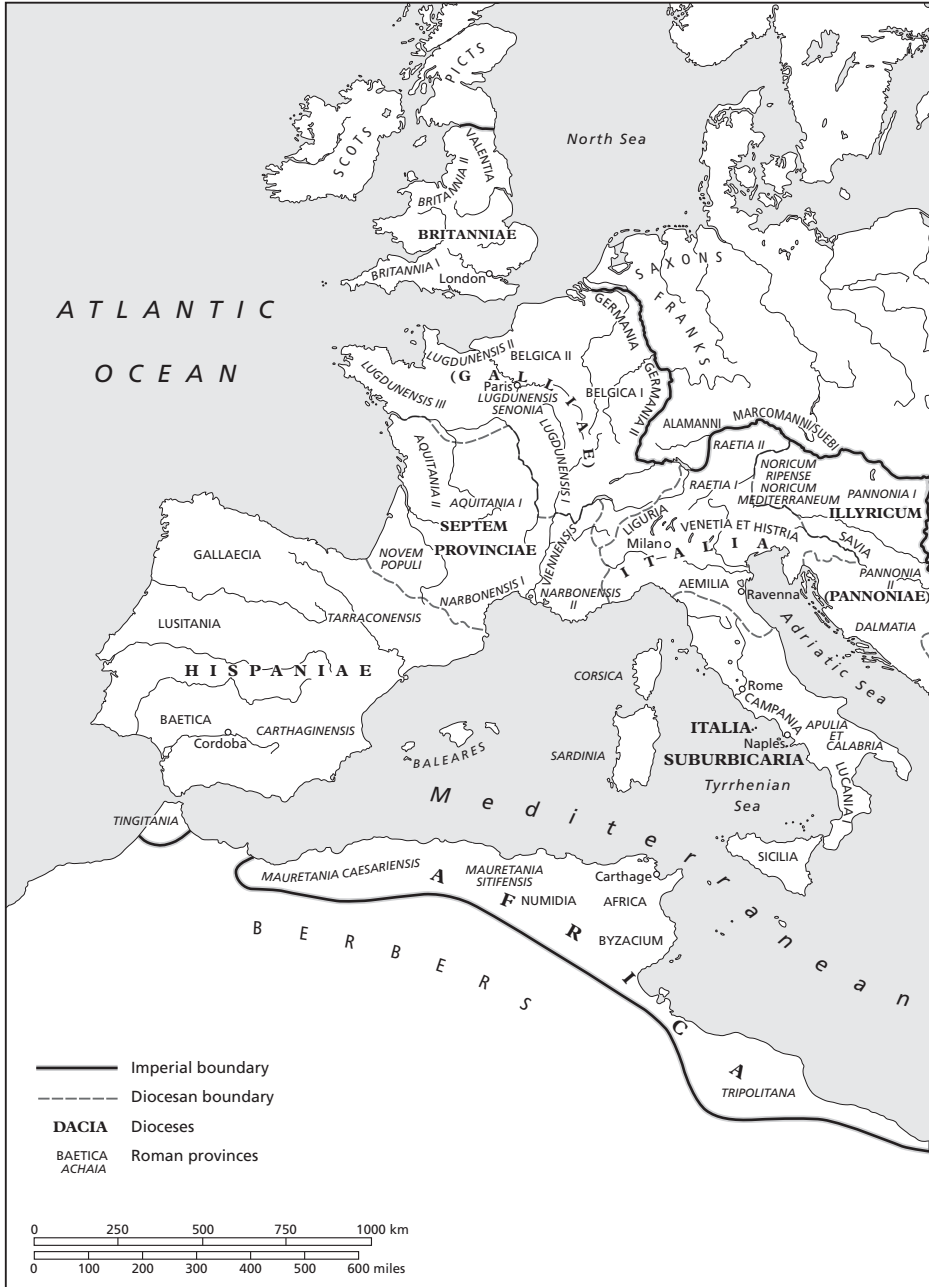 PICTS
SCOTS
North Sea
VALENTIA
BRITANNIA II
BRITANNIAE
BRITANNIA I
London
SAXONS
FRANKS
ATLANTIC
OCEAN
GERMANIA
GERMANIA II
LUGDUNENSIS II
BELGICA II
(GALLIAE)
Paris
LUGDUNENSIS
SENONIA
BELGICA I
LUGDUNENSIS III
LUGDUNENSIS I
ALAMANNI
MARCOMANNI/SUEBI
RAETIA II
AQUITANIA II
AQUITANIA I
RAETIA I
NORICUM
RIPENSE
NORICUM
MEDITERRANEUM
PANNONIA I
ILLYRICUM
SEPTEM
PROVINCIAE
LIGURIA
VENETIA ET HISTRIA
Milano
ITALIA
SAVIA
GALLAECIA
NOVEM
POPULI
VIENNENSIS
PANNONIA
II
(PANNONIAE)
NARBONENSIS I
NARBONENSIS
II
AEMILIA
Ravenna
LUSITANIA
TARRACONENSIS
DALMATIA
Adriatic Sea
HISPANIAE
CORSICA
Rome
CAMPANIA
BAETICA
Cordoba
CARTHAGINENSIS
BALEARES
SARDINIA
ITALIA
SUBURBICARIA
Naples
APULIA
ET
CALABRIA
LUCANIA
Tyrrhenian
Sea
Mediterranean
TINGITANIA
SICILIA
MAURETANIA CAESARIENSIS
MAURETANIA
SITIFENSIS
Carthage
AFRICA
NUMIDIA
AFRICA
BYZACIUM
BERBERS
TRIPOLITANA
Imperial boundary
Diocesan boundary
DACIA Dioceses
BAETICA Roman provinces
ACHAIA
0 250 500 750 1000 km
0 100 200 300 400 500 600 miles